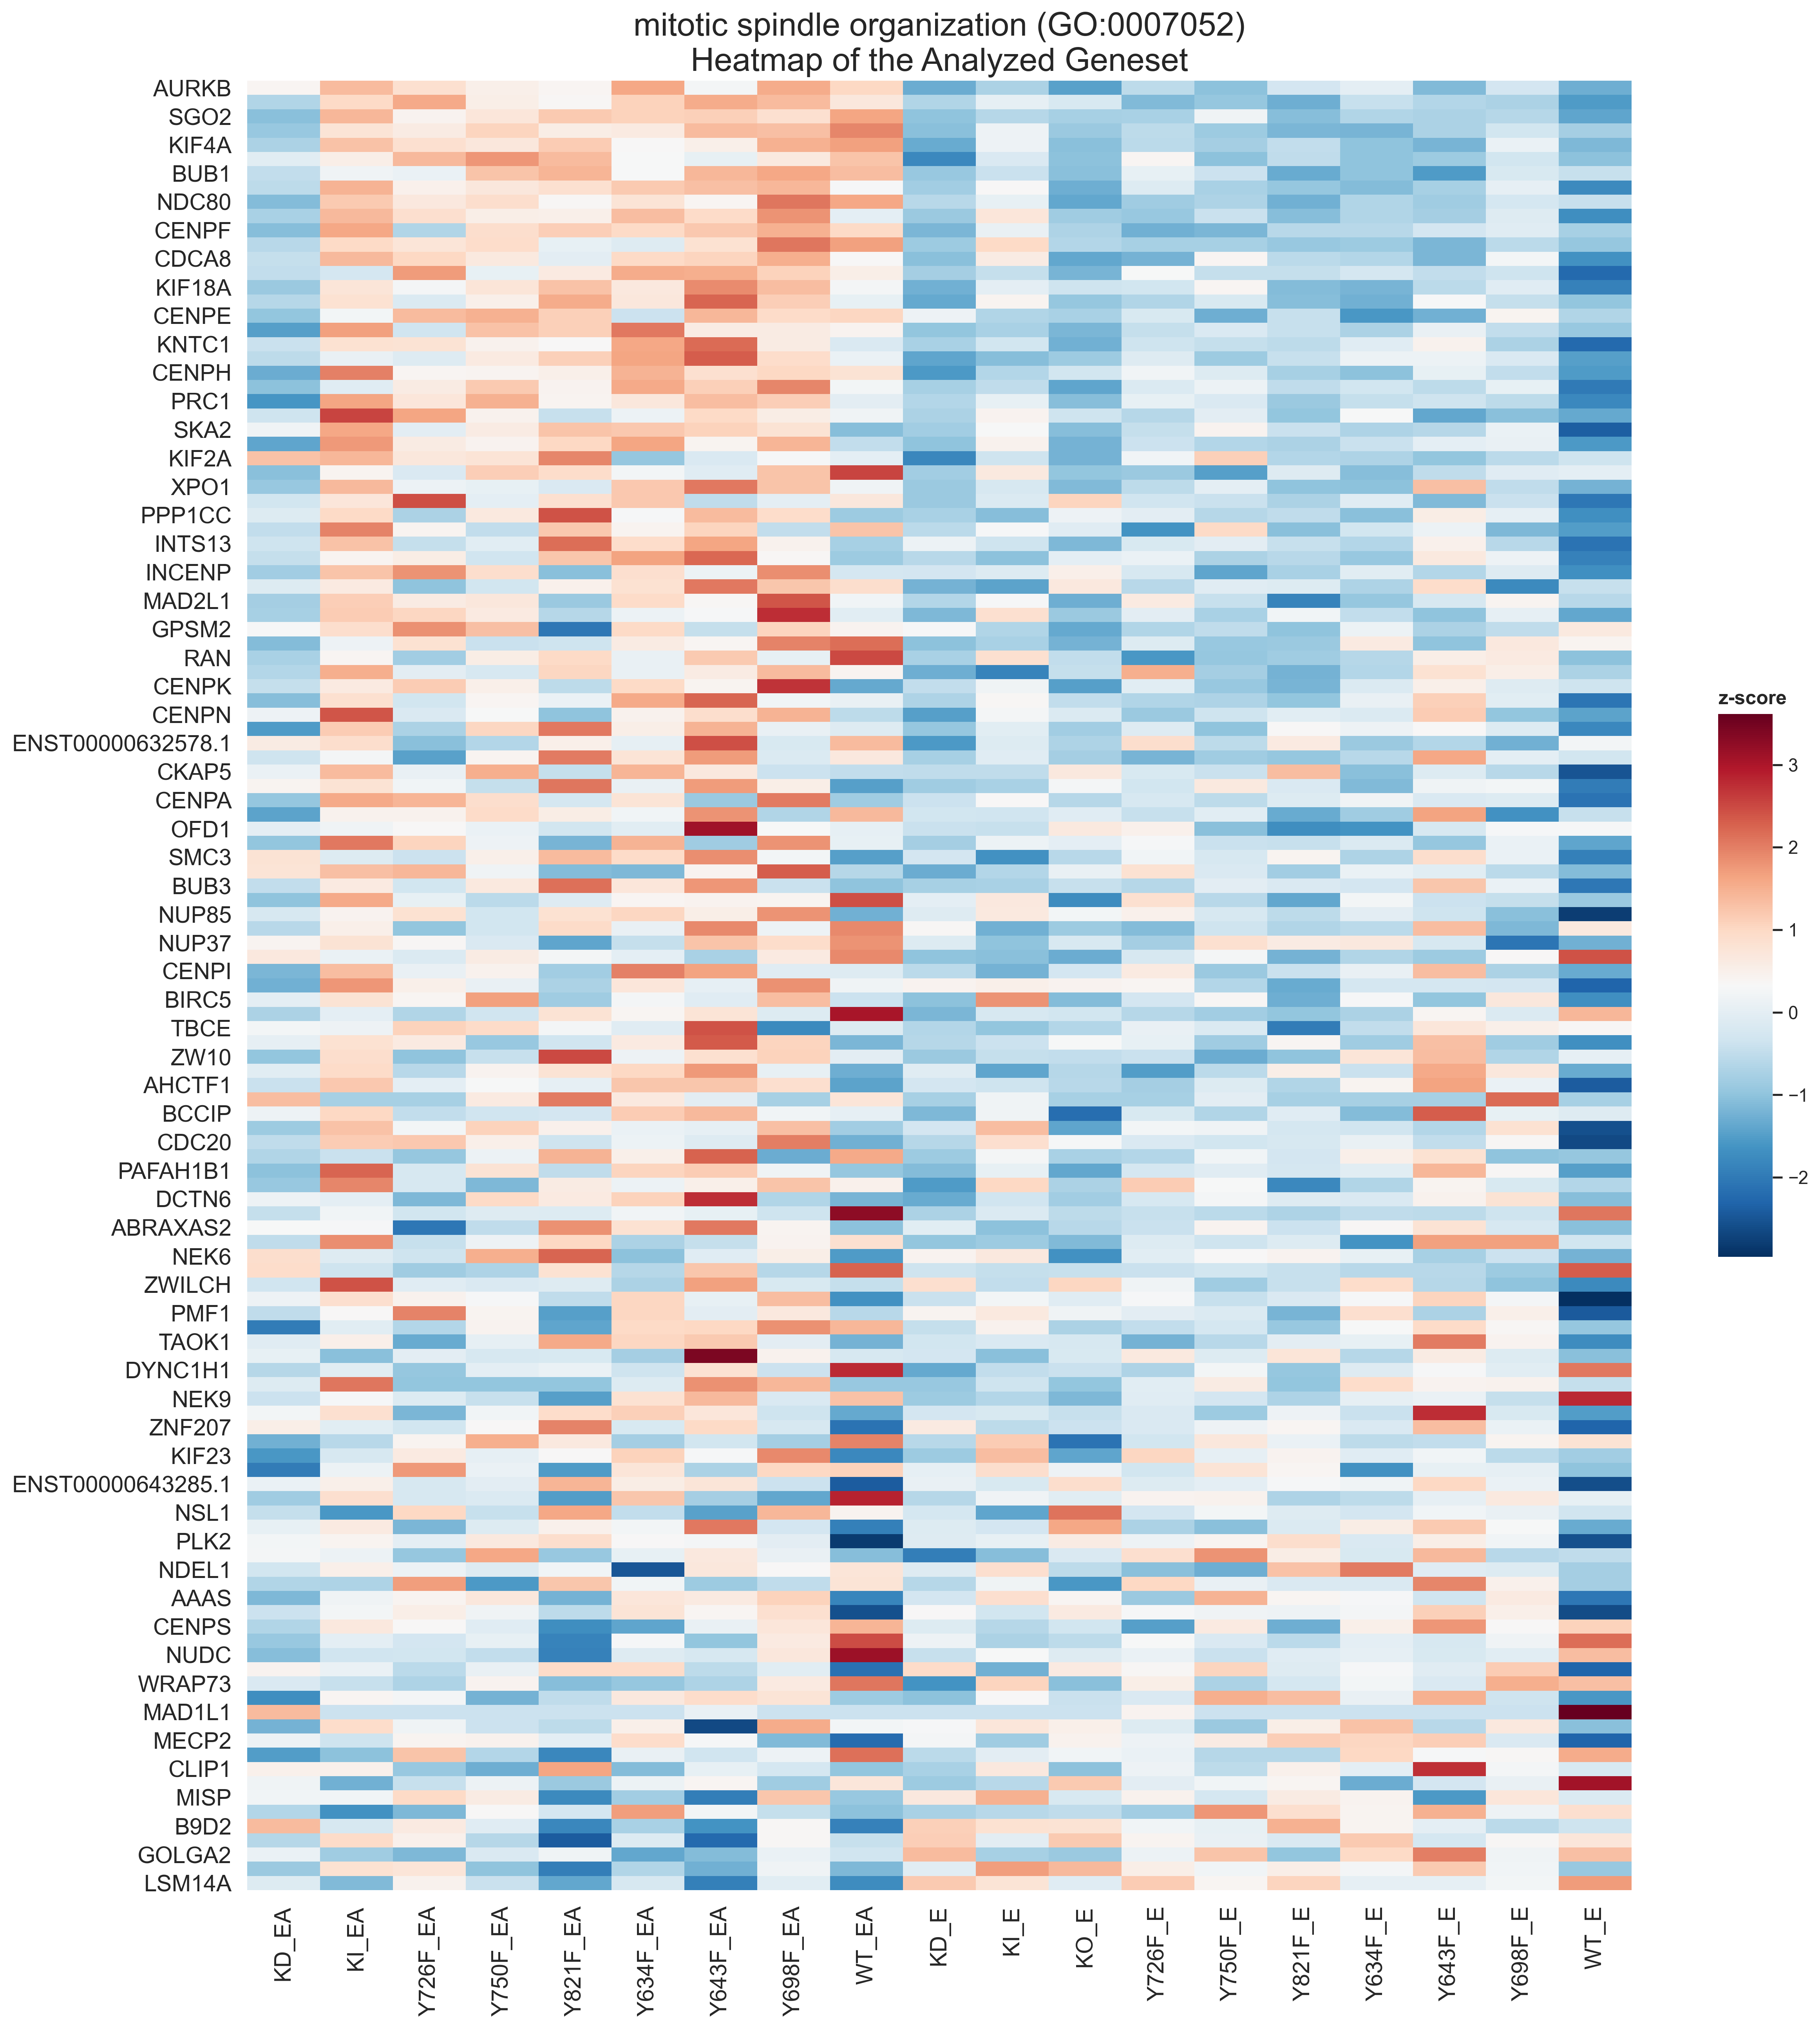 mitotic spindle organization (GO:0007052)
Heatmap of the Analyzed Geneset
AURKB
SGO2
KIF4A
BUB1
NDC80
CENPF
CDCA8
KIF18A
CENPE
KNTC1
CENPH
PRC1
SKA2
KIF2A
XPO1
PPP1CC
INTS13
INCENP
MAD2L1
GPSM2
RAN
CENPK
CENPN
ENST00000632578.1
CKAP5
CENPA
OFD1
SMC3
BUB3
NUP85
NUP37
CENPI
BIRC5
TBCE
ZW10
AHCTF1
BCCIP
CDC20
PAFAH1B1
DCTN6
ABRAXAS2
NEK6
ZWILCH
PMF1
TAOK1
DYNC1H1
NEK9
ZNF207
KIF23
ENST00000643285.1
NSL1
PLK2
NDEL1
AAAS
CENPS
NUDC
WRAP73
MAD1L1
MECP2
CLIP1
MISP
B9D2
GOLGA2
LSM14A
KD_EA
KI_EA
Y726F_EA
Y750F_EA
Y821F_EA
Y634F_EA
Y643F_EA
Y698F_EA
WT_EA
KD_E
KI_E
KO_E
Y726F_E
Y750F_E
Y821F_E
Y634F_E
Y643F_E
Y698F_E
WT_E
z-score
3
2
1
0
−1
−2